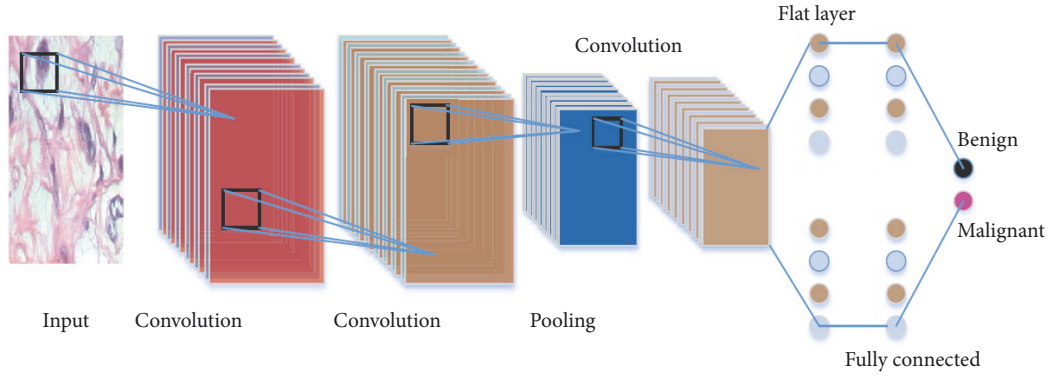 Flat layer
Convolution
Benign
Malignant
Input
Convolution
Convolution
Pooling
Fully connected